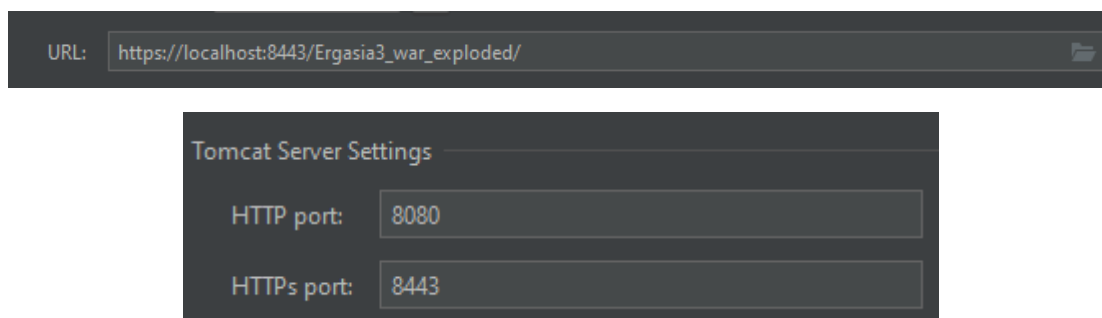 URL: https://localhost:8443/Ergasia3_war_exploded/
Tomcat Server Settings
HTTP port: 8080
HTTPs port: 8443